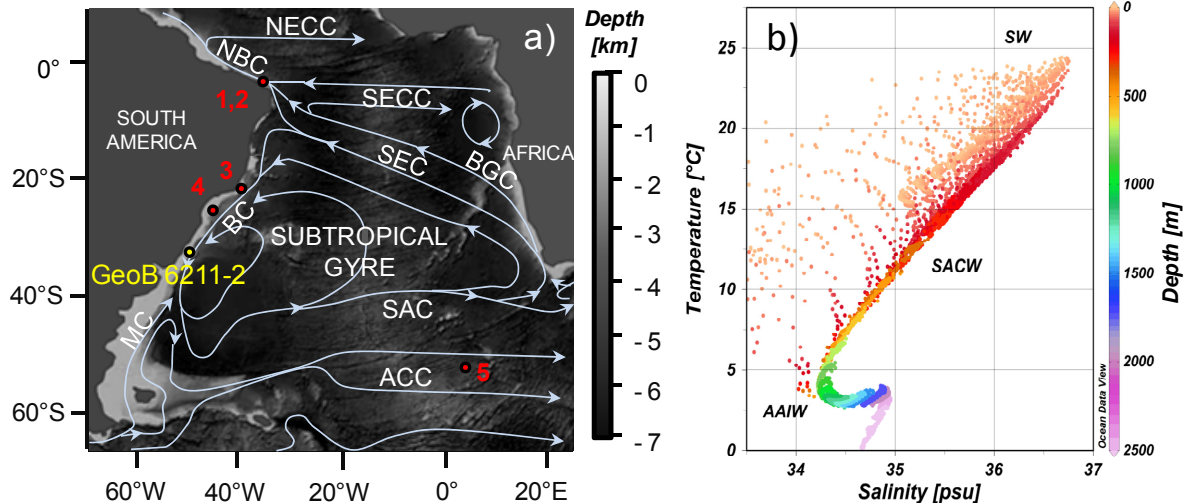 a)
NECC
NBC
1,2
SECC
SOUTH
AMERICA
AFRICA
SEC
BGC
3
4
BC
SUBTROPICAL
GYRE
GeoB 6211-2
SAC
MC
ACC
5
0°
20°S
40°S
60°S
60°W
40°W
20°W
0°
20°E
Depth
[km]
0
-1
-2
-3
-4
-5
-6
-7
b)
SW
SACW
AAIW
Temperature [°C]
25
20
15
10
5
0
34
35
36
37
Salinity [psu]
Ocean Data View
0
500
1000
1500
2000
2500
Depth [m]